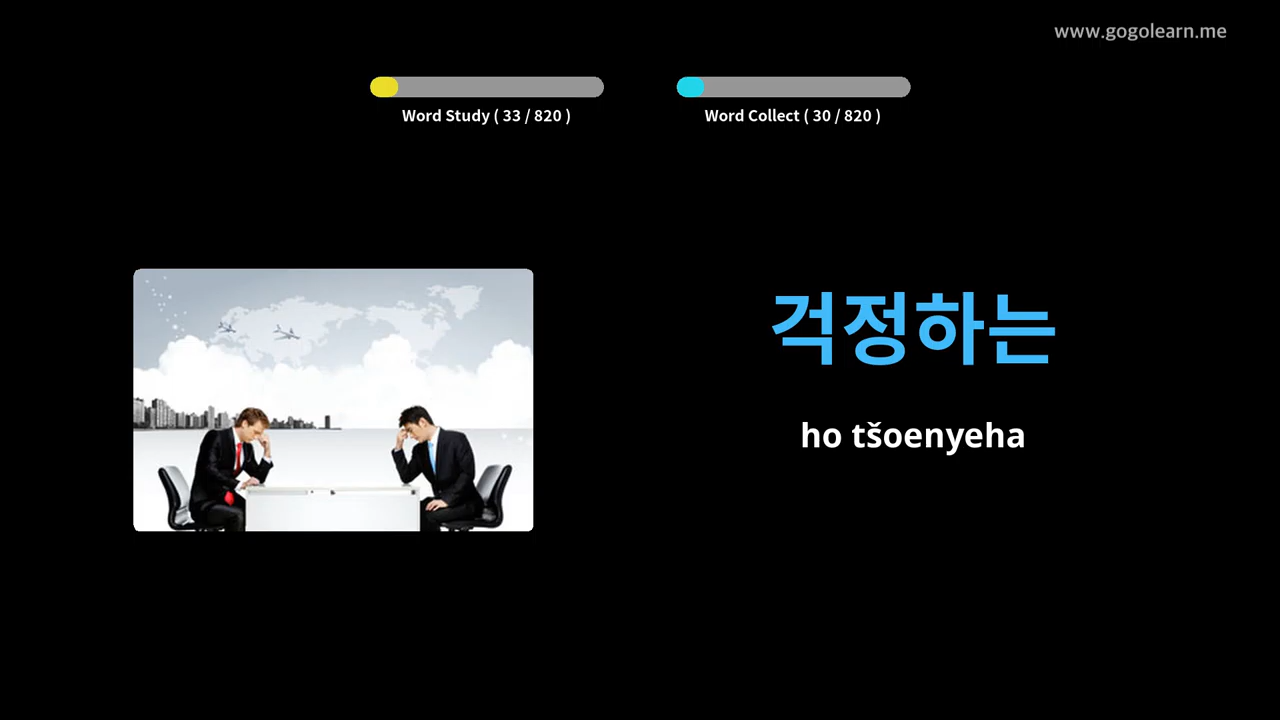 www.gogolearn.me
Word Study ( 33 / 820 )
Word Collect ( 30 / 820 )
걱정하는
ho tšoenyeha